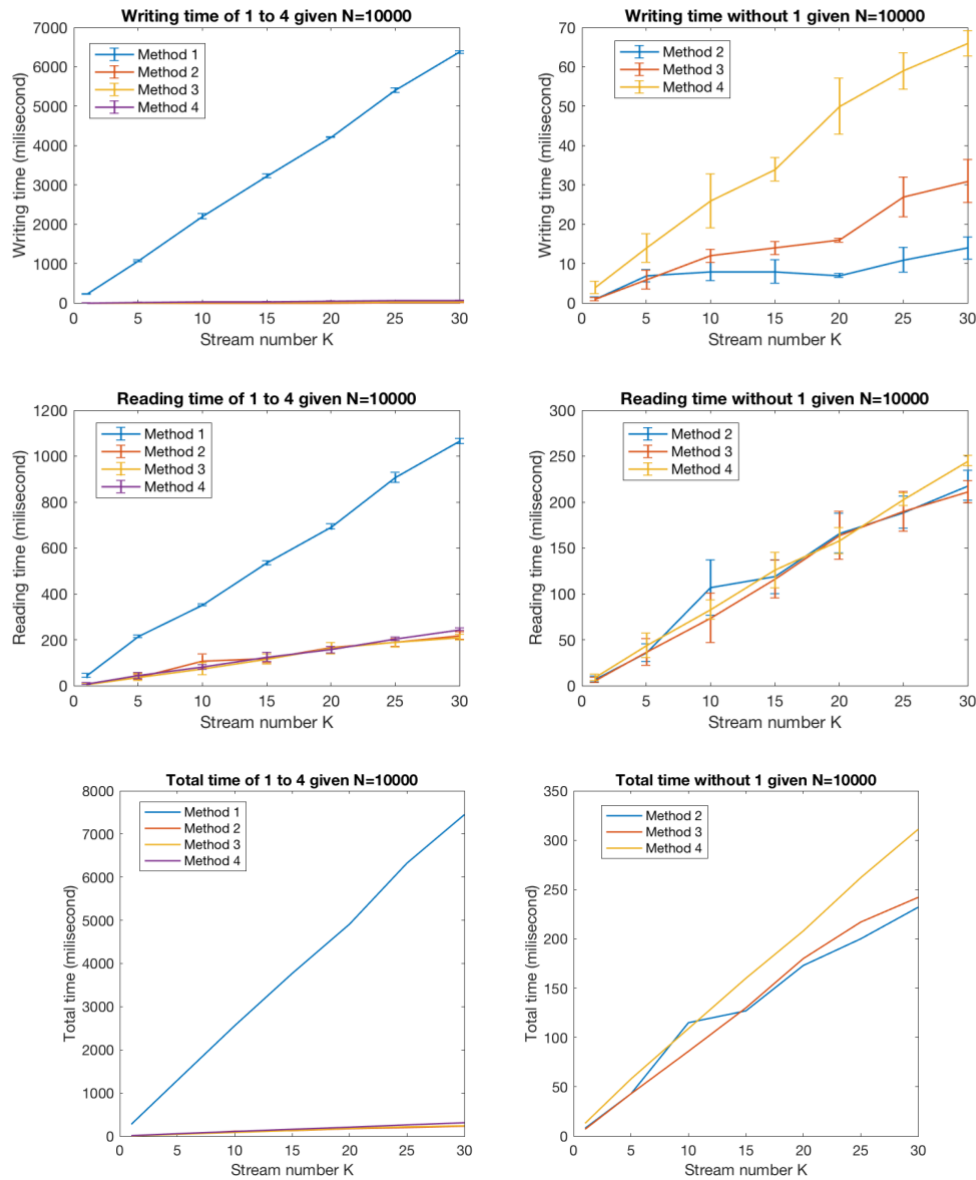 Writing time of 1 to 4 given N=10000
7000
6000
5000
4000
3000
2000
1000
0
Writing time (milisecond)
Method 1
Method 2
Method 3
Method 4
0 5 10 15 20 25 30
Stream number K
Writing time without 1 given N=10000
70
60
50
40
30
20
10
0
Writing time (milisecond)
Method 2
Method 3
Method 4
0 5 10 15 20 25 30
Stream number K
Reading time of 1 to 4 given N=10000
1200
1000
800
600
400
200
0
Reading time (milisecond)
Method 1
Method 2
Method 3
Method 4
0 5 10 15 20 25 30
Stream number K
Reading time without 1 given N=10000
300
250
200
150
100
50
0
Reading time (milisecond)
Method 2
Method 3
Method 4
0 5 10 15 20 25 30
Stream number K
Total time of 1 to 4 given N=10000
8000
7000
6000
5000
4000
3000
2000
1000
0
Total time (milisecond)
Method 1
Method 2
Method 3
Method 4
0 5 10 15 20 25 30
Stream number K
Total time without 1 given N=10000
350
300
250
200
150
100
50
0
Total time (milisecond)
Method 2
Method 3
Method 4
0 5 10 15 20 25 30
Stream number K